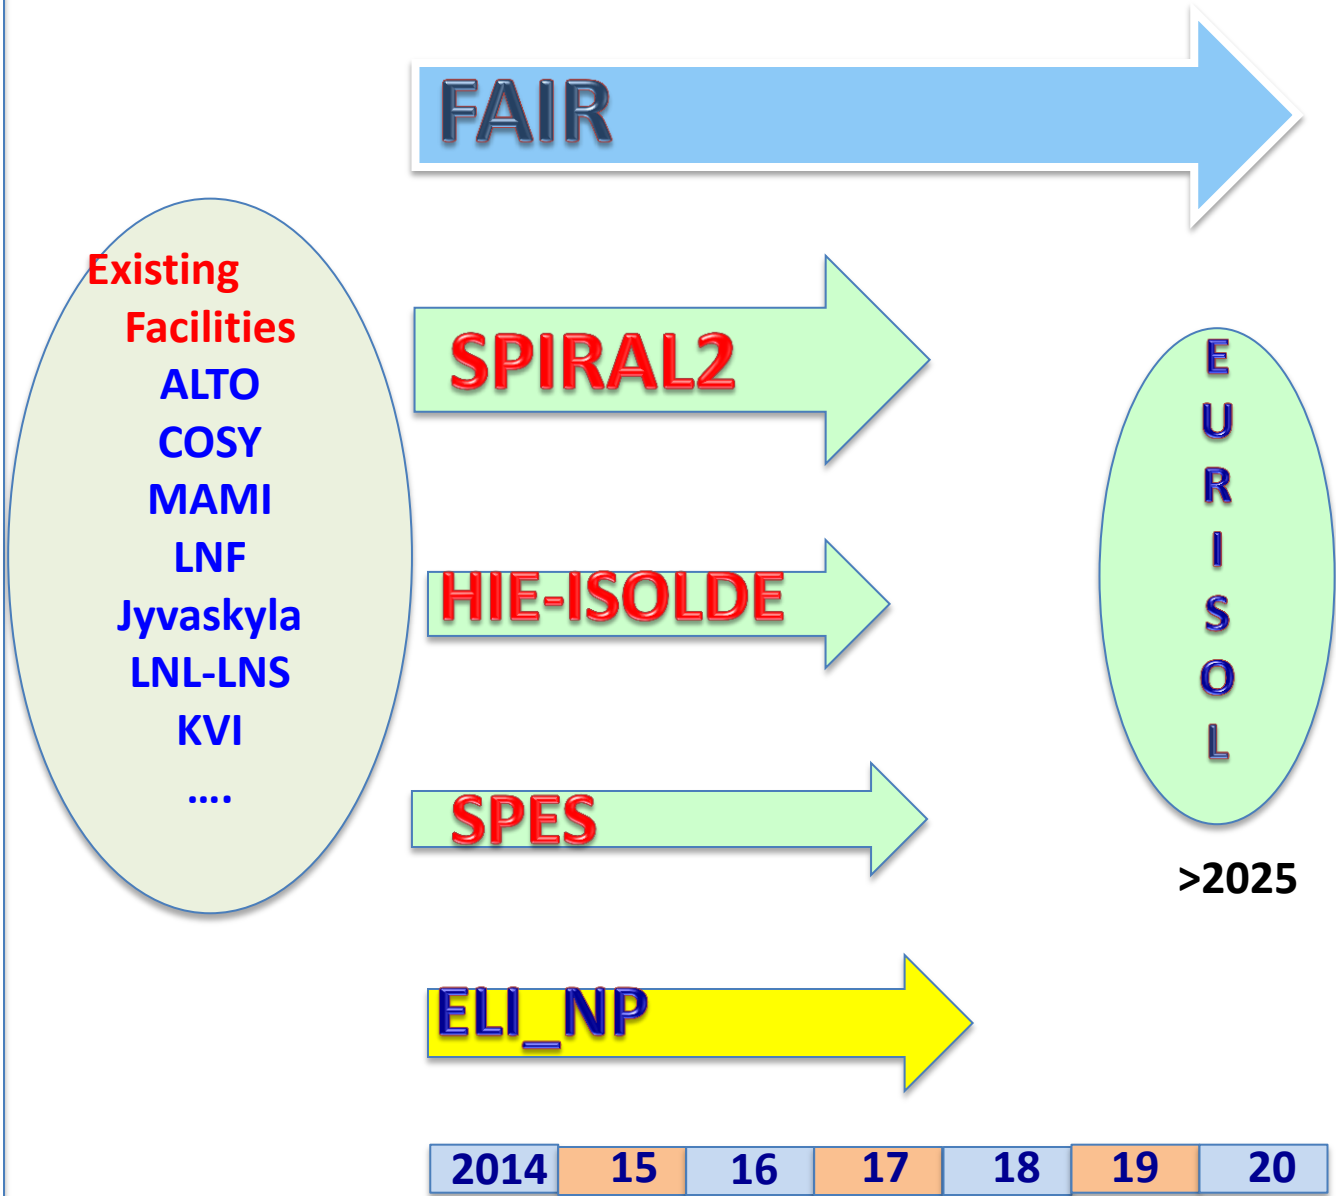 FAIR
Existing
Facilities
ALTO
COSY
MAMI
LNF
Jyvaskyla
LNL-LNS
KVI
....
SPIRAL2
HIE-ISOLDE
SPES
ELI_NP
E
U
R
I
S
O
L
>2025
2014 15 16 17 18 19 20